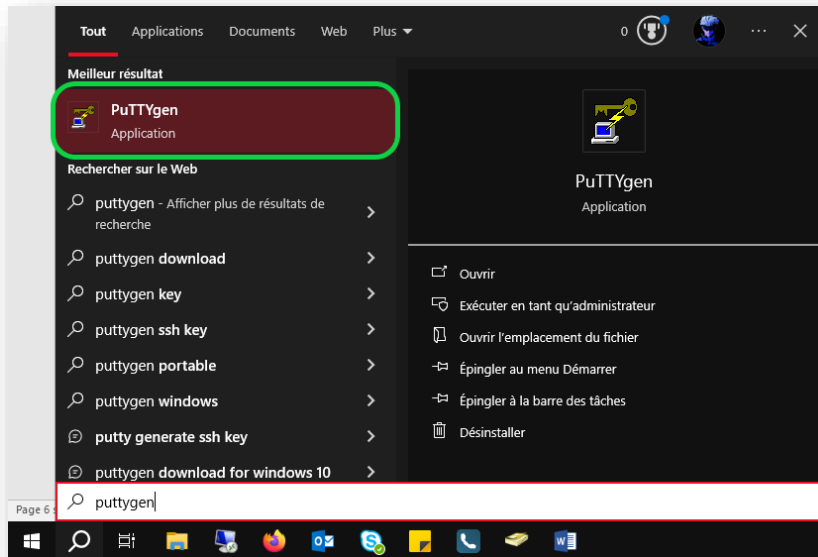 Tout Applications Documents Web Plus 0 ...
Meilleur résultat
PuTTYgen
Application
Rechercher sur le Web
puttygen - Afficher plus de résultats de
recherche
puttygen download
puttygen key
puttygen ssh key
puttygen portable
puttygen windows
putty generate ssh key
puttygen download for windows 10
PuTTYgen
Application
Ouvrir
Exécuter en tant qu'administrateur
Ouvrir l'emplacement du fichier
Épingler au menu Démarrer
Épingler à la barre des tâches
Désinstaller
Page 6 s
puttygen